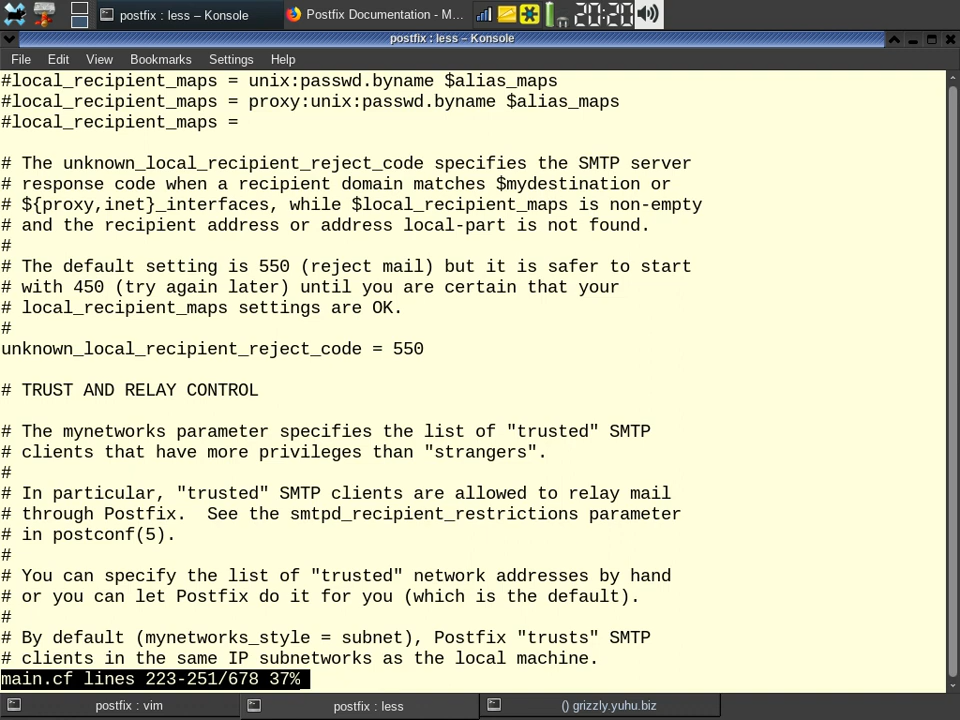 postfix : less – Konsole
Postfix Documentation - M...
20:20
postfix : less – Konsole
File Edit View Bookmarks Settings Help
#local_recipient_maps = unix:passwd.byname $alias_maps
#local_recipient_maps = proxy:unix:passwd.byname $alias_maps
#local_recipient_maps =
# The unknown_local_recipient_reject_code specifies the SMTP server
# response code when a recipient domain matches $mydestination or
# ${proxy,inet}_interfaces, while $local_recipient_maps is non-empty
# and the recipient address or address local-part is not found.
#
# The default setting is 550 (reject mail) but it is safer to start
# with 450 (try again later) until you are certain that your
# local_recipient_maps settings are OK.
#
unknown_local_recipient_reject_code = 550
# TRUST AND RELAY CONTROL
# The mynetworks parameter specifies the list of "trusted" SMTP
# clients that have more privileges than "strangers".
#
# In particular, "trusted" SMTP clients are allowed to relay mail
# through Postfix.  See the smtpd_recipient_restrictions parameter
# in postconf(5).
#
# You can specify the list of "trusted" network addresses by hand
# or you can let Postfix do it for you (which is the default).
#
# By default (mynetworks_style = subnet), Postfix "trusts" SMTP
# clients in the same IP subnetworks as the local machine.
main.cf lines 223-251/678 37%
postfix : vim
postfix : less
() grizzly.yuhu.biz